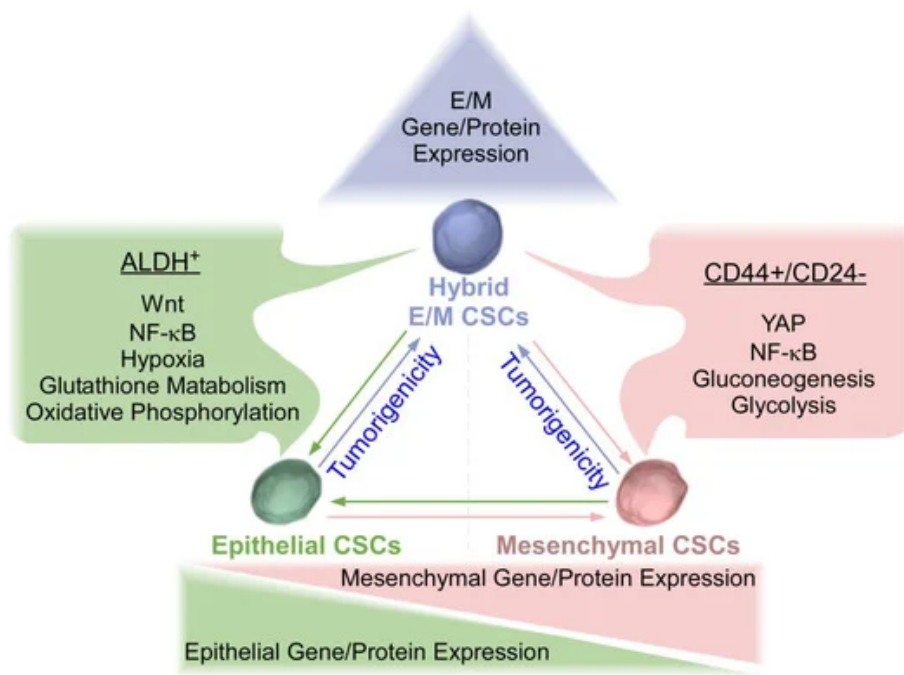 E/M
Gene/Protein
Expression
ALDH⁺
Wnt
NF-κB
Hypoxia
Glutathione Matabolism
Oxidative Phosphorylation
Hybrid
E/M CSCs
CD44+/CD24-
YAP
NF-κB
Gluconeogenesis
Glycolysis
Tumorigenicity
Tumorigenicity
Epithelial CSCs
Mesenchymal CSCs
Mesenchymal Gene/Protein Expression
Epithelial Gene/Protein Expression